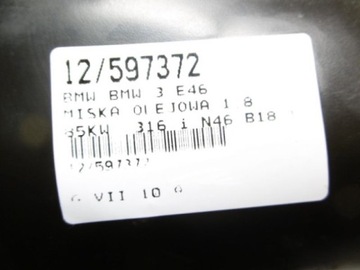 12/597372
BMW BMW 3 E46
MISKA OLEJOWA 1 8
85KW 316 i N46 B18
12/597372
6 VII 10 9